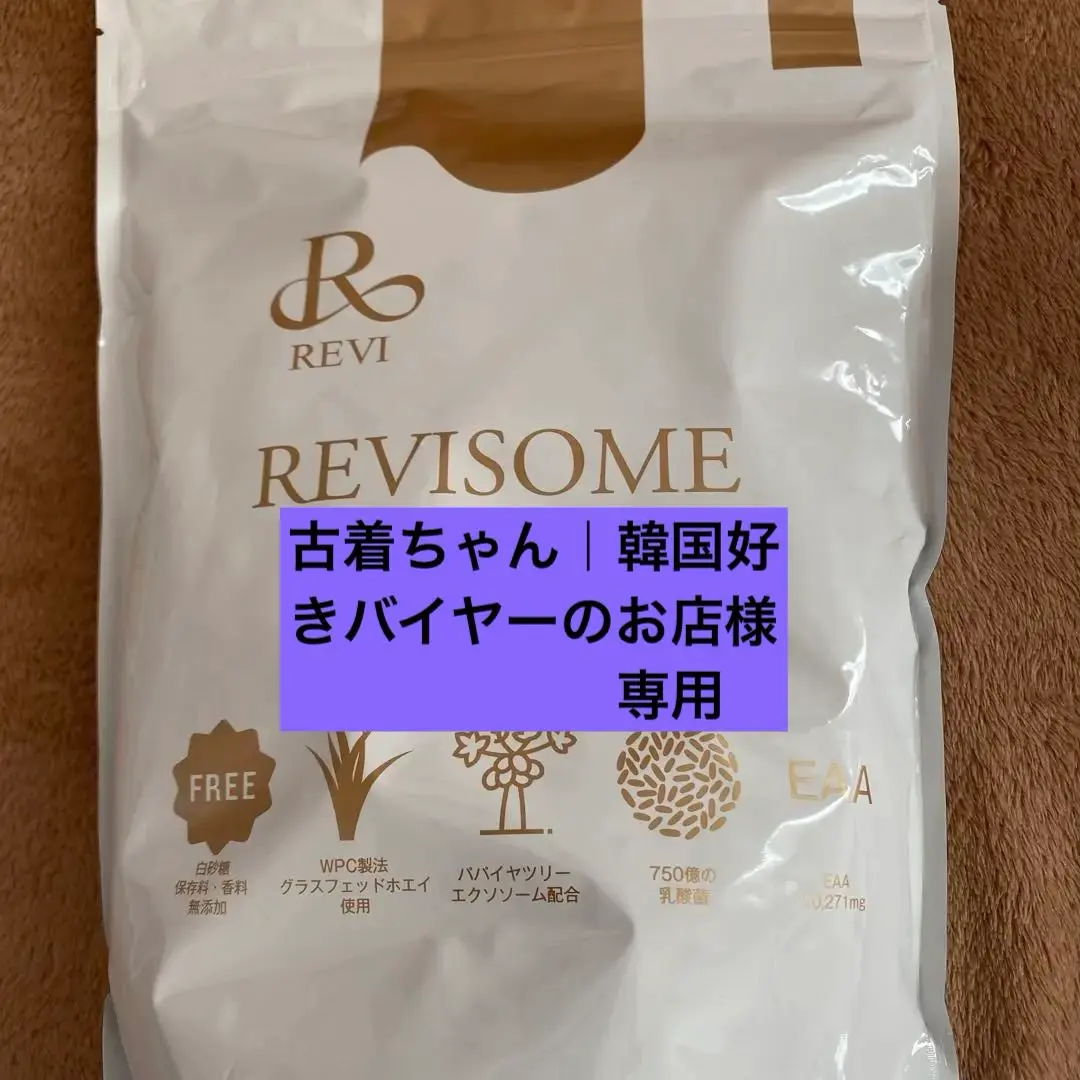 REVI
REVISOME
古着ちゃん｜韓国好
きバイヤーのお店様
専用
FREE
白砂糖
保存料・香料
無添加
WPC製法
グラスフェッドホエイ
使用
パパイヤツリー
エクソソーム配合
750億の
乳酸菌
EAA
EAA